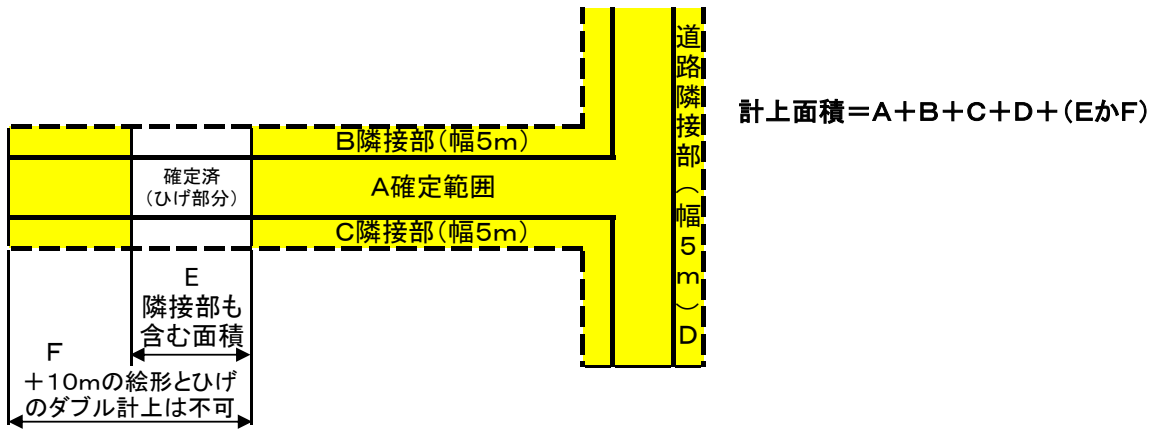 道路隣接部(幅5m)D
計上面積=A+B+C+D+(EかF)
B隣接部(幅5m)
確定済
(ひげ部分)
A確定範囲
C隣接部(幅5m)
E
隣接部も
含む面積
F
+10mの絵形とひげ
のダブル計上は不可